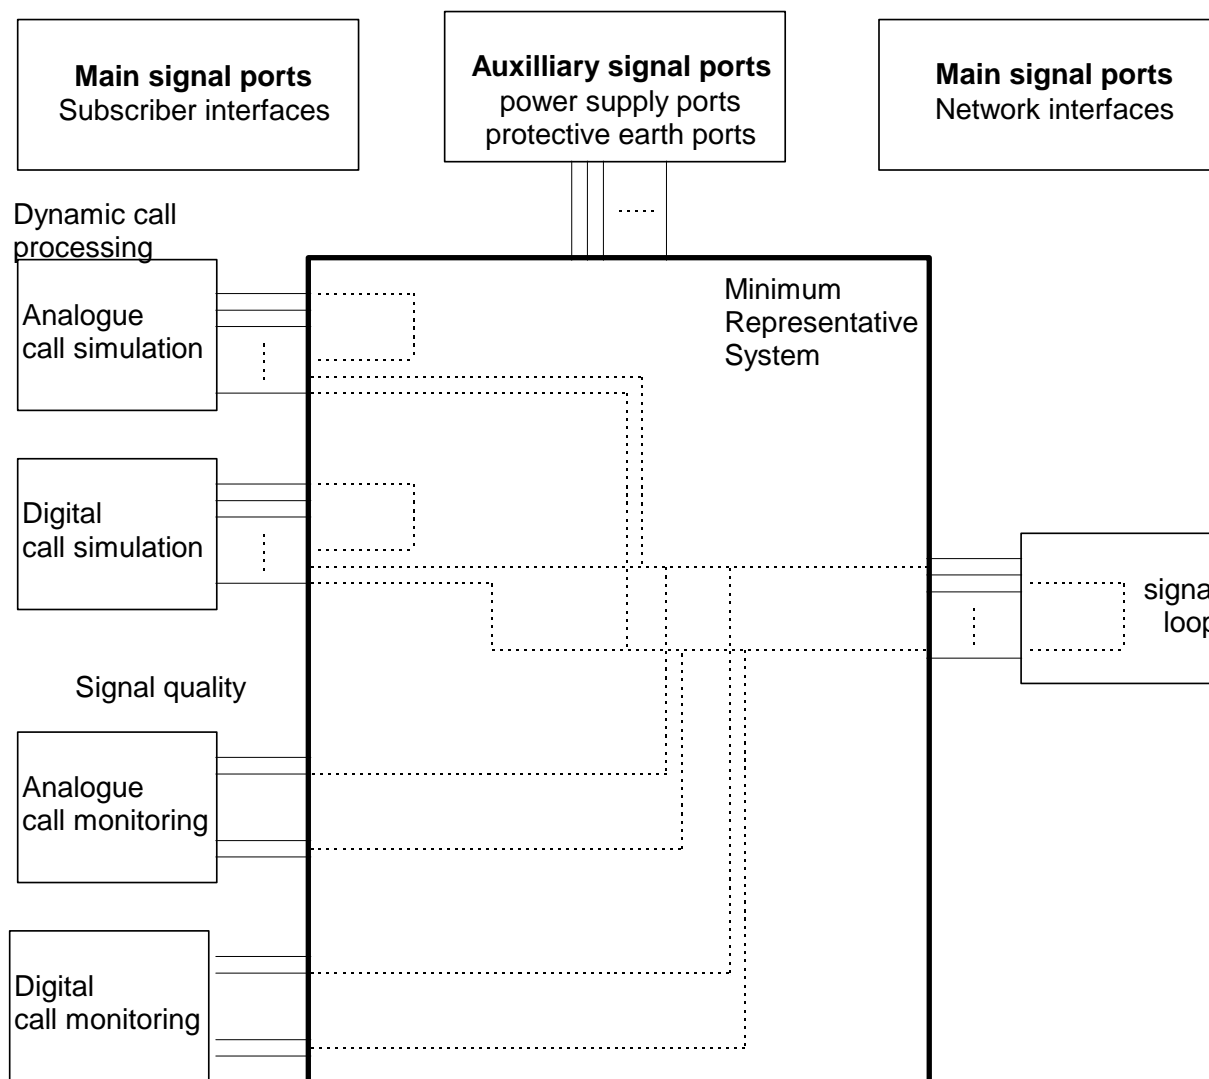 Main signal ports
Subscriber interfaces
Auxilliary signal ports
power supply ports
protective earth ports
Main signal ports
Network interfaces
Dynamic call
processing
Analogue
call simulation
Minimum
Representative
System
Digital
call simulation
Signal quality
Analogue
call monitoring
Digital
call monitoring